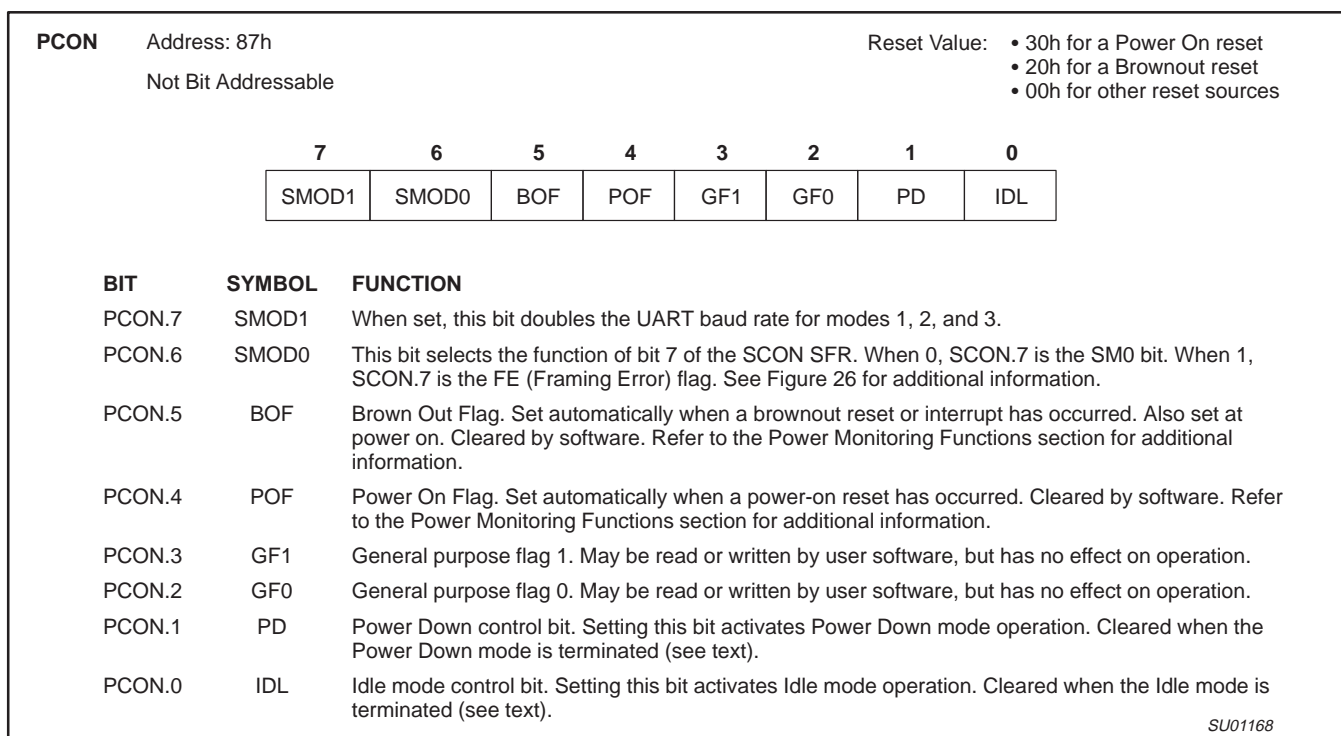 PCON Address: 87h Reset Value: • 30h for a Power On reset
Not Bit Addressable • 20h for a Brownout reset
• 00h for other reset sources
7 6 5 4 3 2 1 0
SMOD1 SMOD0 BOF POF GF1 GF0 PD IDL
BIT SYMBOL FUNCTION
PCON.7 SMOD1 When set, this bit doubles the UART baud rate for modes 1, 2, and 3.
PCON.6 SMOD0 This bit selects the function of bit 7 of the SCON SFR. When 0, SCON.7 is the SM0 bit. When 1,
SCON.7 is the FE (Framing Error) flag. See Figure 26 for additional information.
PCON.5 BOF Brown Out Flag. Set automatically when a brownout reset or interrupt has occurred. Also set at
power on. Cleared by software. Refer to the Power Monitoring Functions section for additional
information.
PCON.4 POF Power On Flag. Set automatically when a power-on reset has occurred. Cleared by software. Refer
to the Power Monitoring Functions section for additional information.
PCON.3 GF1 General purpose flag 1. May be read or written by user software, but has no effect on operation.
PCON.2 GF0 General purpose flag 0. May be read or written by user software, but has no effect on operation.
PCON.1 PD Power Down control bit. Setting this bit activates Power Down mode operation. Cleared when the
Power Down mode is terminated (see text).
PCON.0 IDL Idle mode control bit. Setting this bit activates Idle mode operation. Cleared when the Idle mode is
terminated (see text).
SU01168